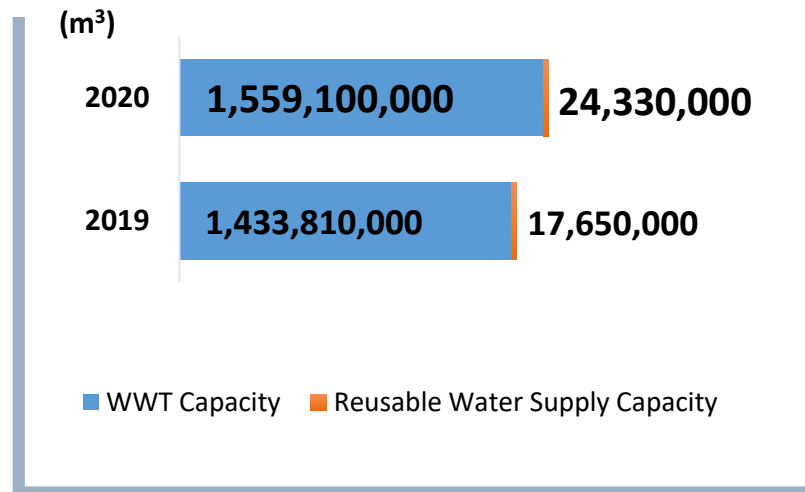 (m³)
2020 1,559,100,000 24,330,000
2019 1,433,810,000 17,650,000
WWT Capacity Reusable Water Supply Capacity